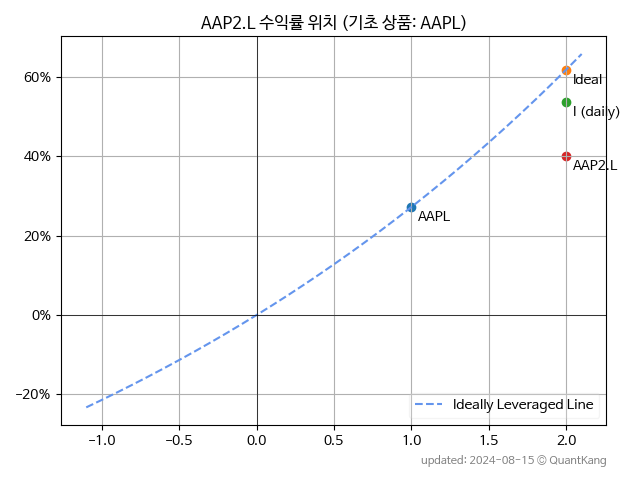 AAP2.L 수익률 위치 (기초 상품: AAPL)
60%
40%
20%
0%
−20%
Ideal
I (daily)
AAP2.L
AAPL
Ideally Leveraged Line
−1.0 −0.5 0.0 0.5 1.0 1.5 2.0
updated: 2024-08-15 © QuantKang